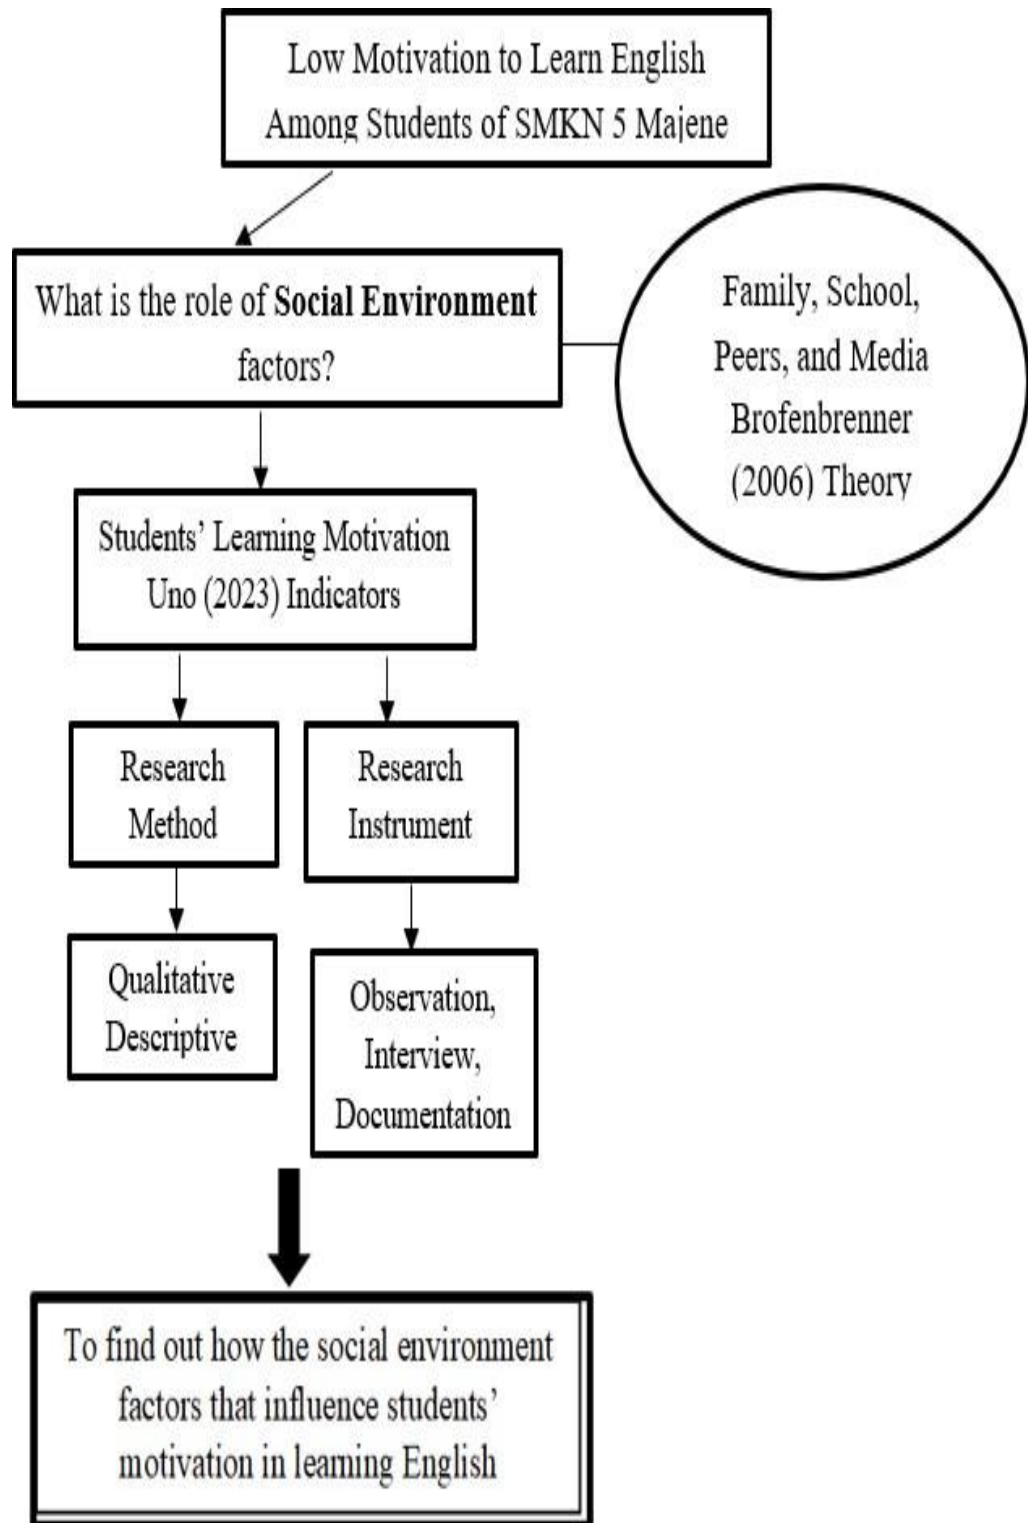 Low Motivation to Learn English
Among Students of SMKN 5 Majene
What is the role of Social Environment
factors?
Family, School,
Peers, and Media
Brofenbrenner
(2006) Theory
Students’ Learning Motivation
Uno (2023) Indicators
Research
Method
Research
Instrument
Qualitative
Descriptive
Observation,
Interview,
Documentation
To find out how the social environment
factors that influence students’
motivation in learning English